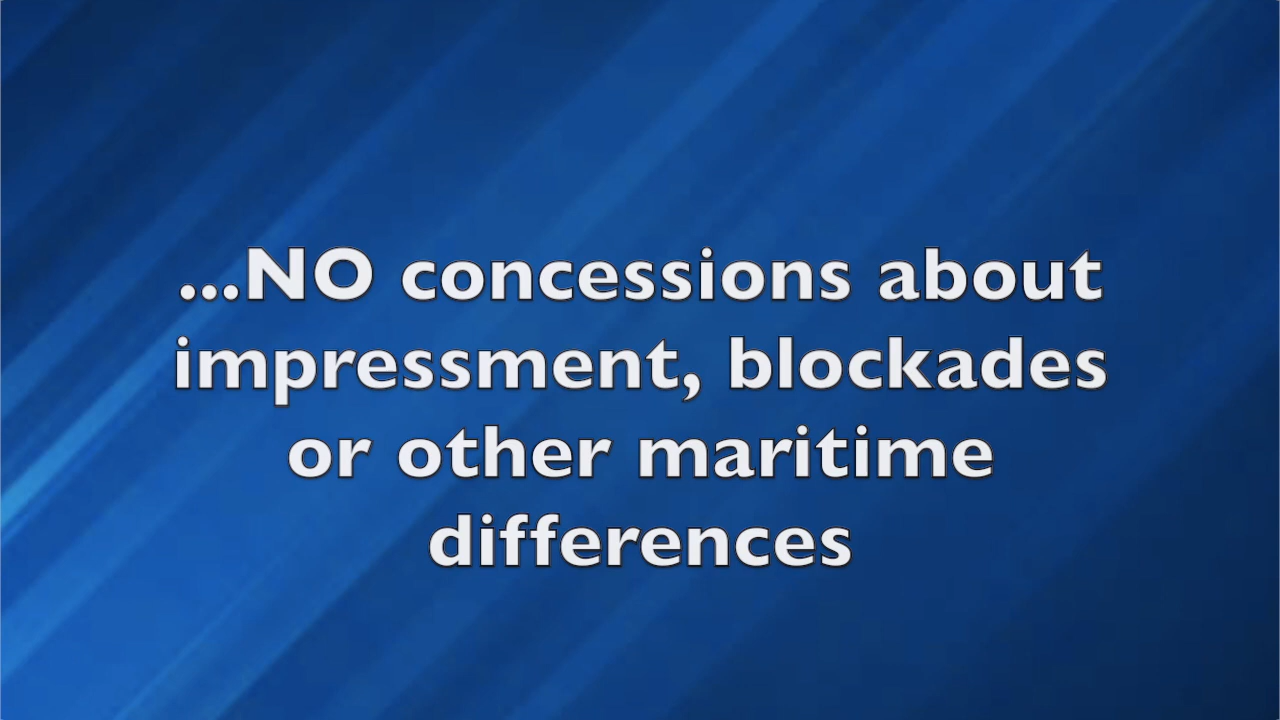 ...NO concessions about
impressment, blockades
or other maritime
differences